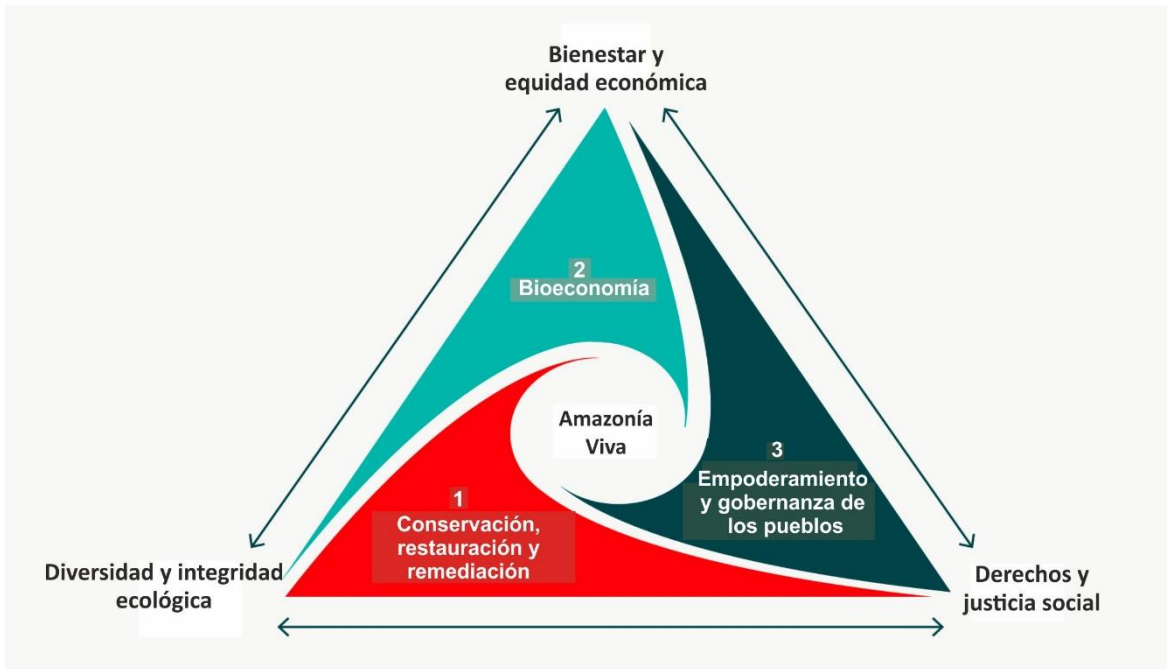 Bienestar y
equidad económica
2
Bioeconomía
Amazonía
Viva
3
Empoderamiento
y gobernanza de
los pueblos
1
Conservación,
restauración y
remediación
Diversidad y integridad
ecológica
Derechos y
justicia social